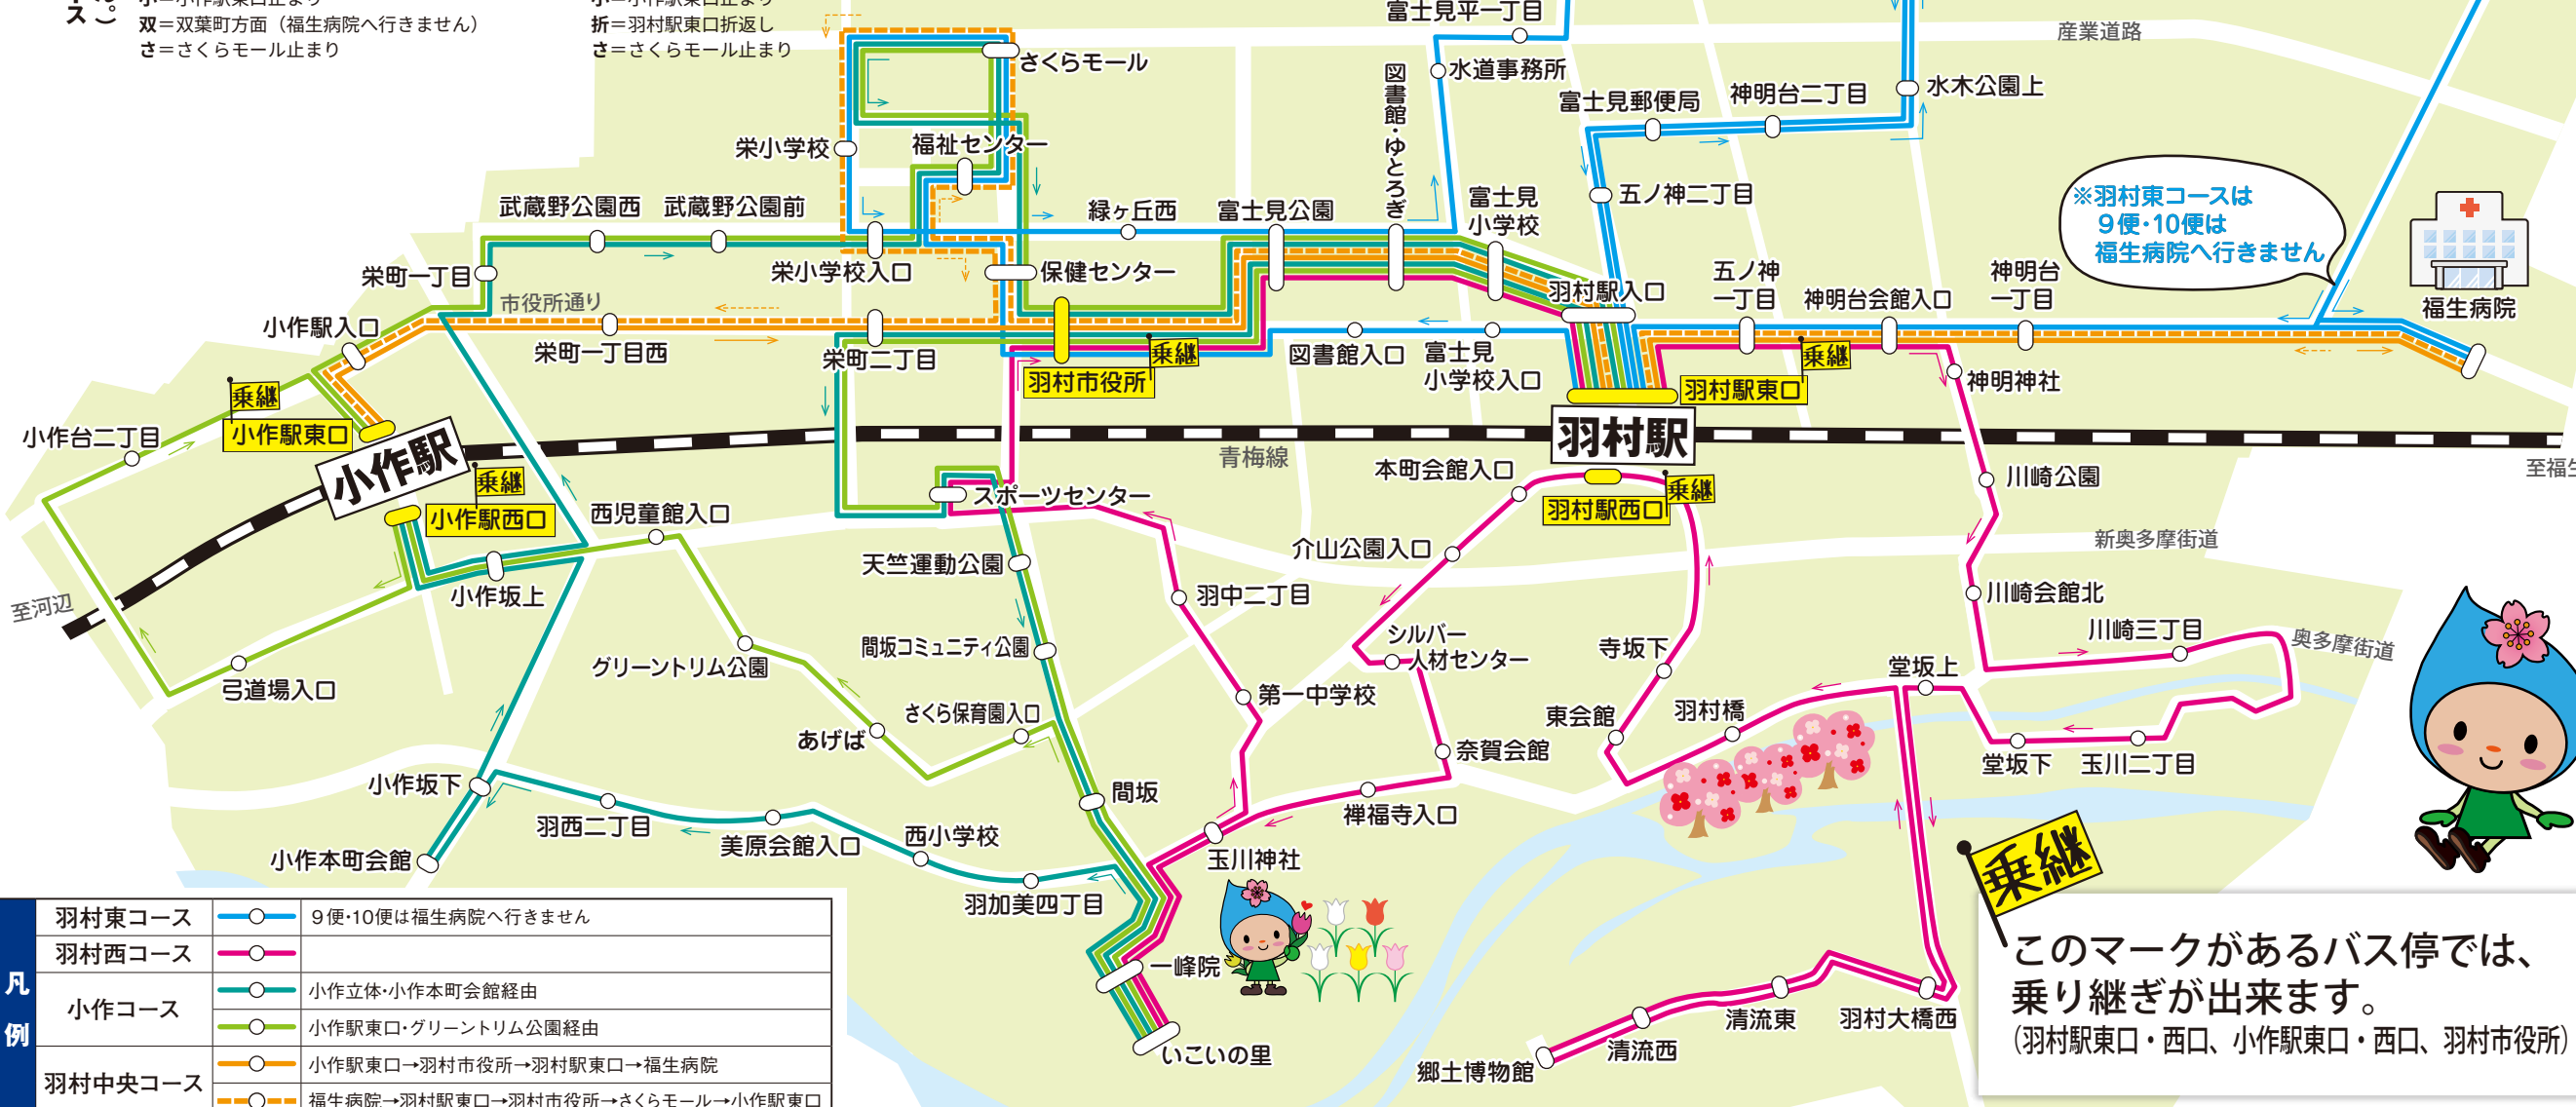 小＝小作駅東口止まり
双＝双葉町方面（福生病院へ行きません）
さ＝さくらモール止まり
小＝小作駅東口止まり
折＝羽村駅東口折返し
さ＝さくらモール止まり
富士見平一丁目
産業道路
さくらモール
水道事務所
図書館・ゆとろぎ
富士見郵便局
神明台二丁目
水木公園上
栄小学校
福祉センター
五ノ神二丁目
武蔵野公園西
武蔵野公園前
緑ヶ丘西
富士見公園
富士見
小学校
※羽村東コースは
９便・10便は
福生病院へ行きません
福生病院
栄町一丁目
栄小学校入口
保健センター
羽村駅入口
五ノ神
一丁目
神明台会館入口
神明台
一丁目
市役所通り
小作駅入口
栄町一丁目西
栄町二丁目
乗継
羽村市役所
図書館入口
富士見
小学校入口
羽村駅東口
乗継
神明神社
乗継
小作駅東口
小作台二丁目
小作駅
乗継
小作駅西口
青梅線
羽村駅
至福生
本町会館入口
羽村駅西口
乗継
川崎公園
スポーツセンター
西児童館入口
新奥多摩街道
天竺運動公園
介山公園入口
至河辺
小作坂上
羽中二丁目
川崎会館北
川崎三丁目
奥多摩街道
間坂コミュニティ公園
シルバー
人材センター
寺坂下
グリーントリム公園
弓道場入口
第一中学校
堂坂上
さくら保育園入口
東会館
羽村橋
あげば
奈賀会館
堂坂下
玉川二丁目
小作坂下
間坂
禅福寺入口
羽西二丁目
美原会館入口
西小学校
小作本町会館
玉川神社
羽加美四丁目
一峰院
いこいの里
清流東
羽村大橋西
清流西
郷土博物館
乗継
このマークがあるバス停では、
乗り継ぎが出来ます。
（羽村駅東口・西口、小作駅東口・西口、羽村市役所）
凡例
羽村東コース
９便・10便は福生病院へ行きません
羽村西コース
小作コース
小作立体・小作本町会館経由
小作駅東口・グリーントリム公園経由
羽村中央コース
小作駅東口→羽村市役所→羽村駅東口→福生病院
福生病院→羽村駅東口→羽村市役所→さくらモール→小作駅東口